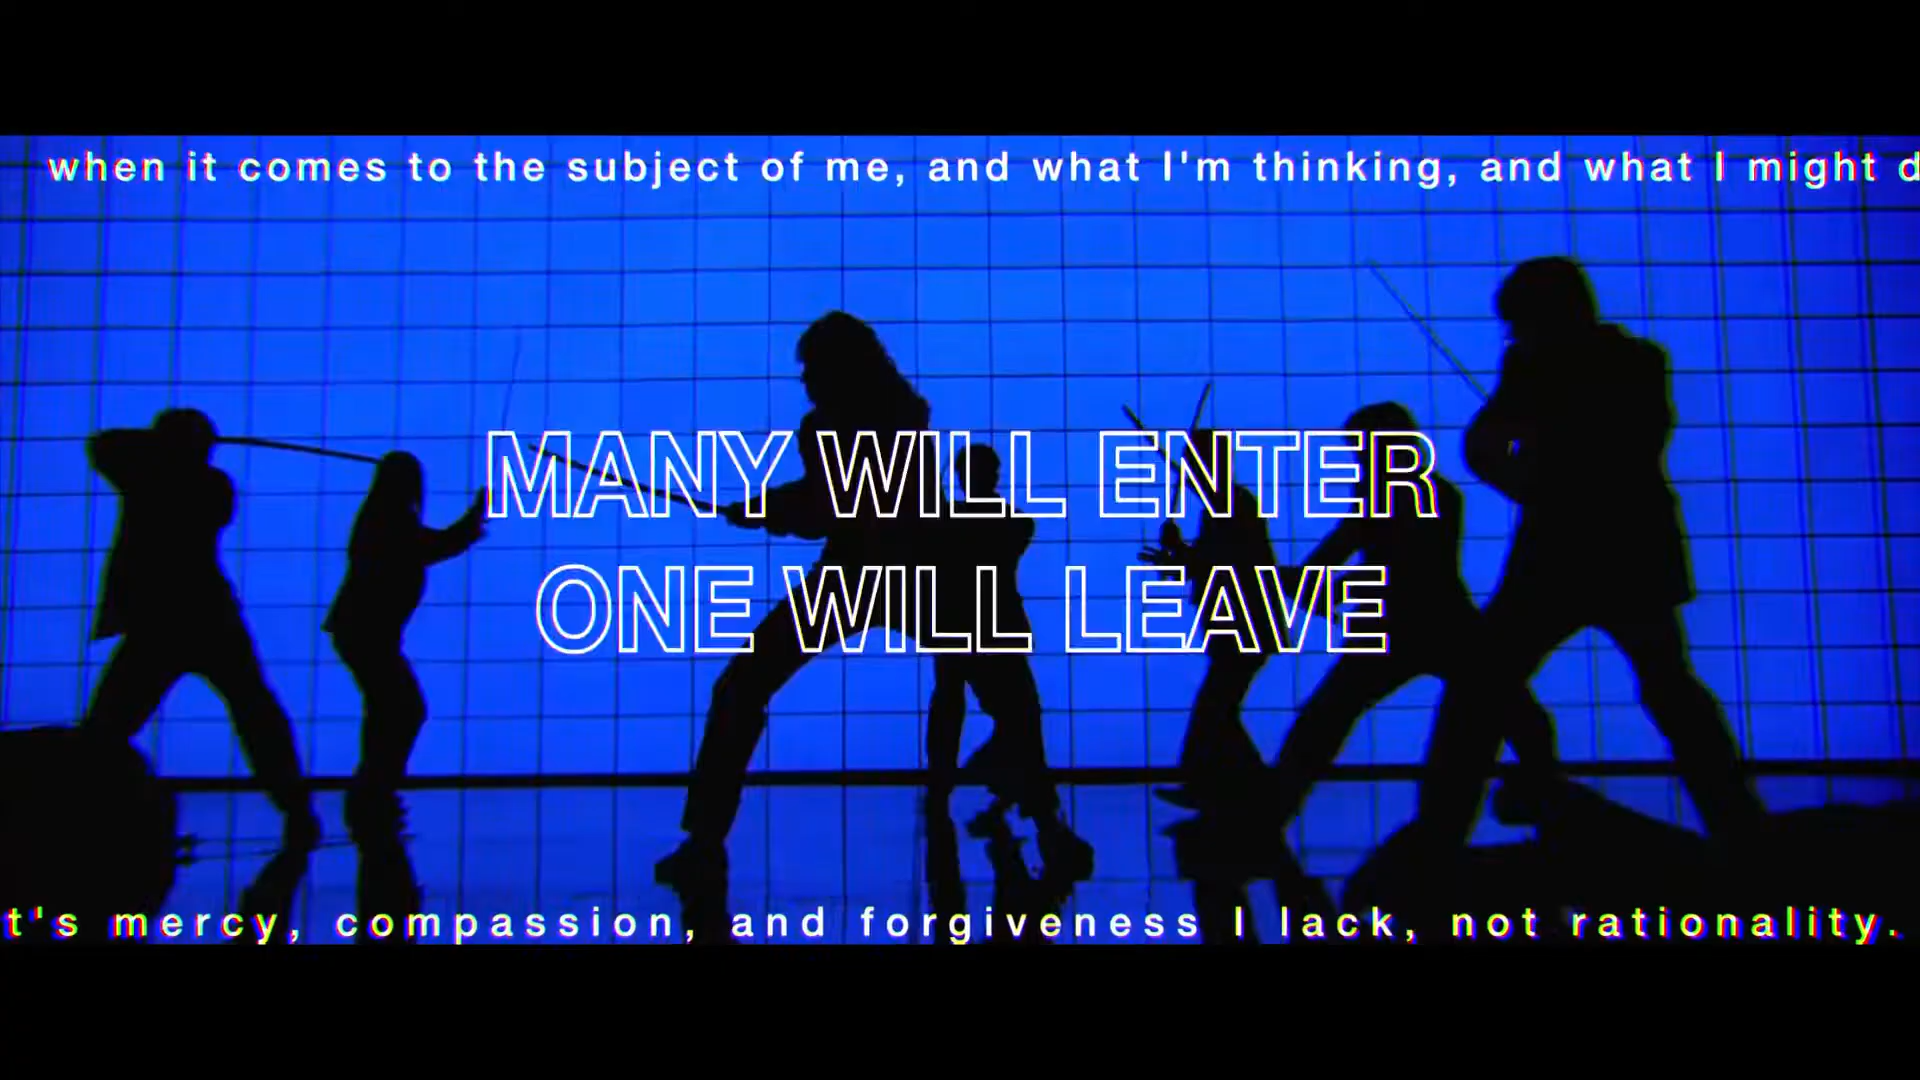 when it comes to the subject of me, and what I'm thinking, and what I might d
MANY WILL ENTER
ONE WILL LEAVE
t's mercy, compassion, and forgiveness I lack, not rationality.